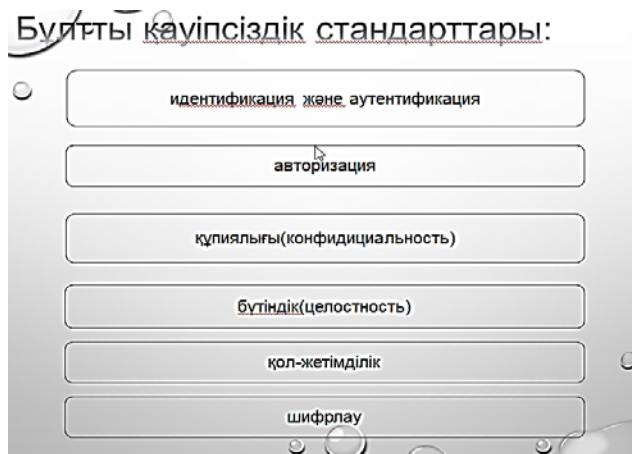 Бұлтты қауіпсіздік стандарттары:
идентификация және аутентификация
авторизация
құпиялығы(конфидициальность)
бүтіндік(целостность)
қол-жетімділік
шифрлау